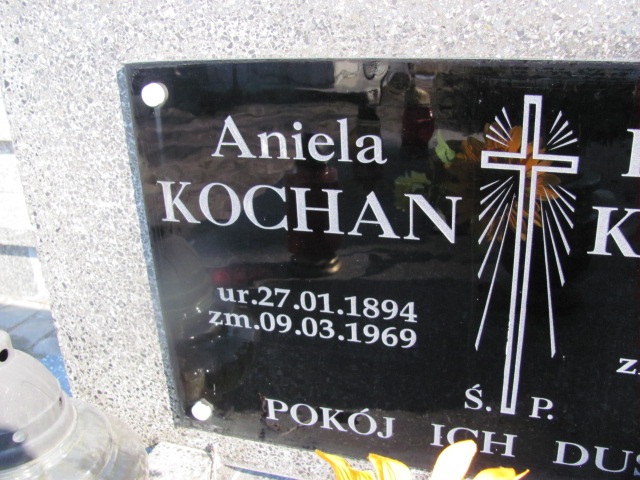 Aniela
KOCHAN
ur.27.01.1894
zm.09.03.1969
Ś. P.
POKÓJ ICH